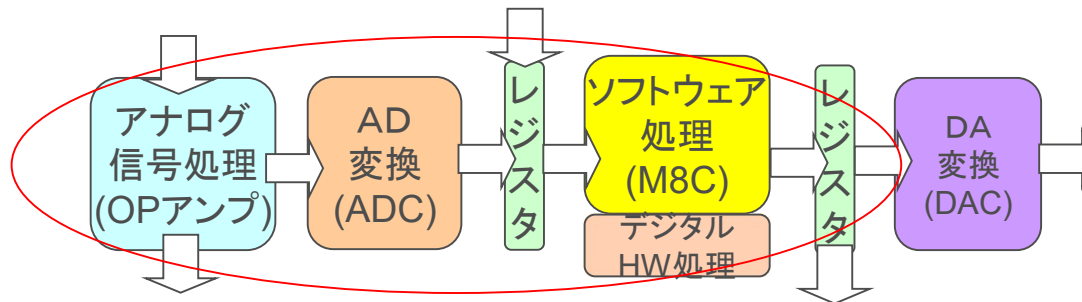 アナログ
信号処理
(OPアンプ)
ＡＤ
変換
(ADC)
レジスタ
ソフトウェア
処理
(M8C)
デジタル
HW処理
レジスタ
ＤＡ
変換
(DAC)